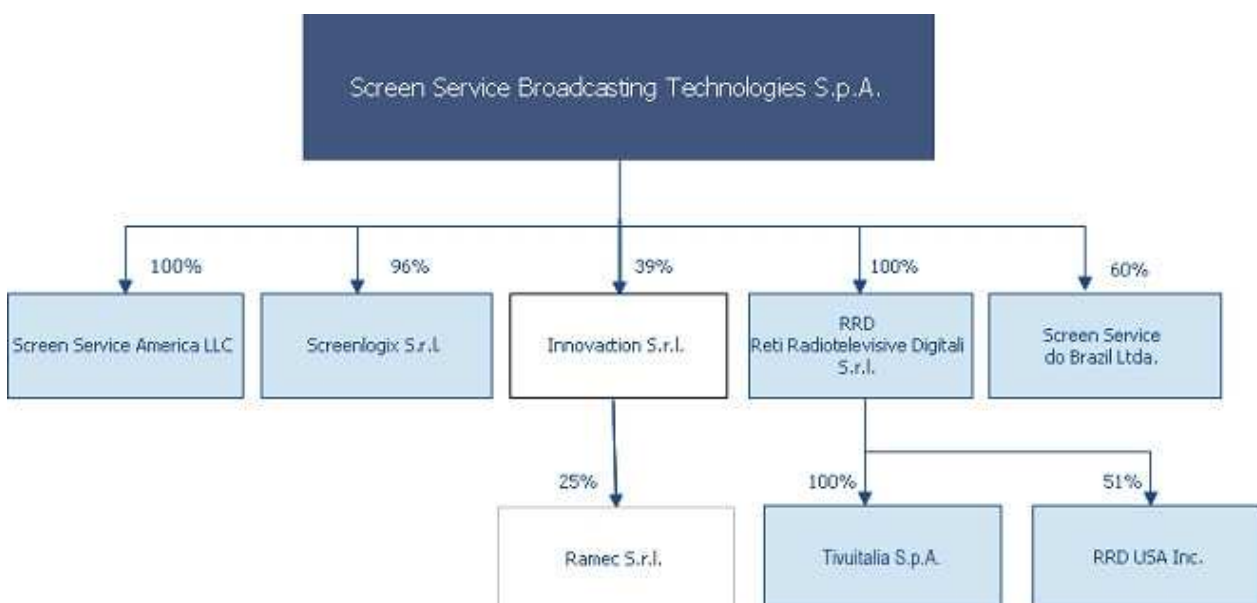 Screen Service Broadcasting Technologies S.p.A.
100%
96%
39%
100%
60%
Screen Service America LLC
Screenlogix S.r.l.
Innovaction S.r.l.
RRD
Reti Radiotelevisive Digitali
S.r.l.
Screen Service
do Brazil Ltda.
25%
100%
51%
Ramec S.r.l.
Tivuitalia S.p.A.
RRD USA Inc.